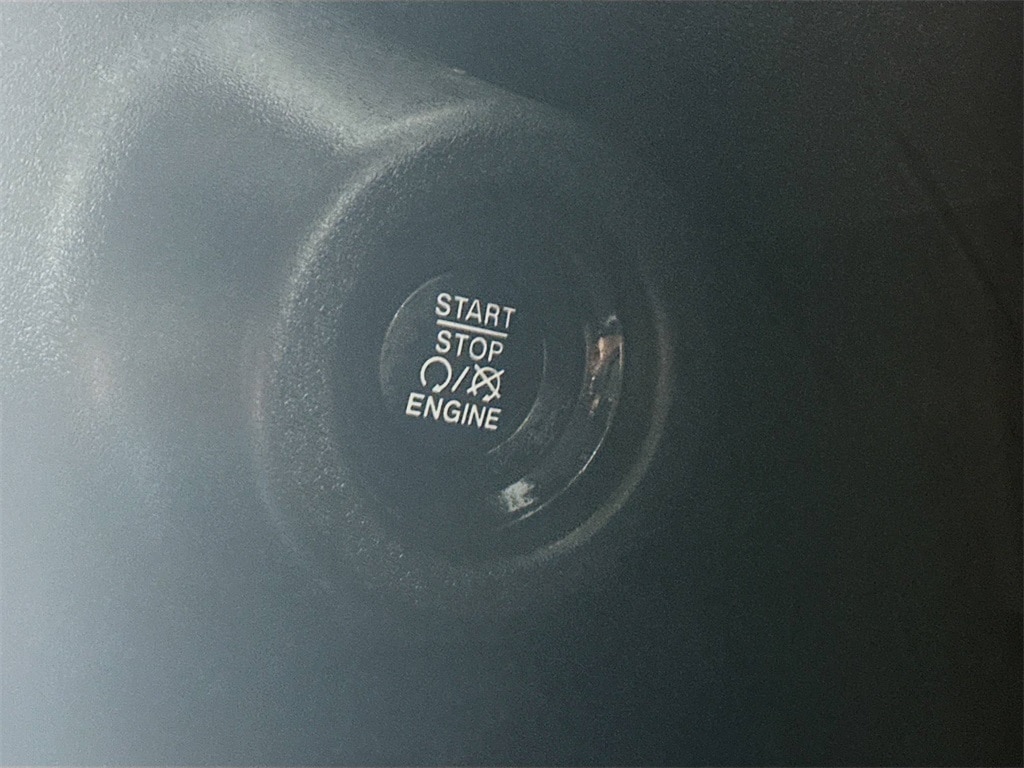 START
STOP
/
ENGINE